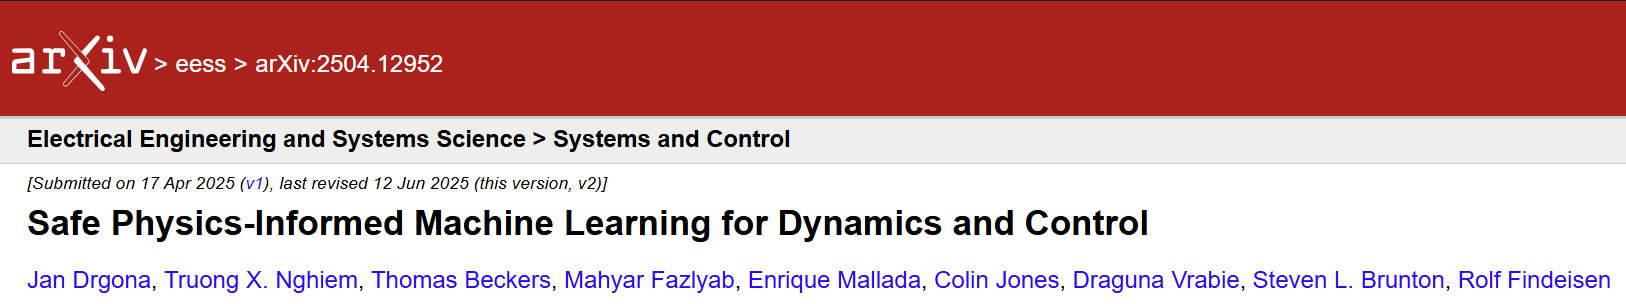 arXiv > eess > arXiv:2504.12952
Electrical Engineering and Systems Science > Systems and Control
[Submitted on 17 Apr 2025 (v1), last revised 12 Jun 2025 (this version, v2)]
Safe Physics-Informed Machine Learning for Dynamics and Control
Jan Drgona, Truong X. Nghiem, Thomas Beckers, Mahyar Fazlyab, Enrique Mallada, Colin Jones, Draguna Vrabie, Steven L. Brunton, Rolf Findeisen